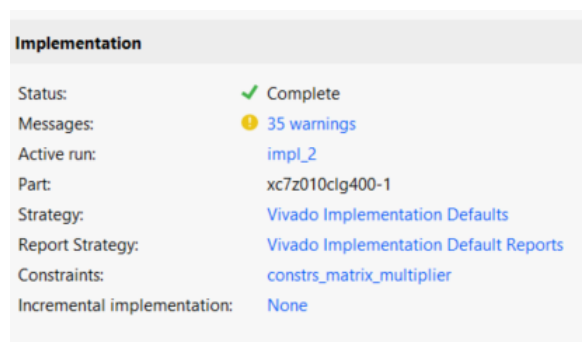 Implementation
Status: Complete
Messages: 35 warnings
Active run: impl_2
Part: xc7z010clg400-1
Strategy: Vivado Implementation Defaults
Report Strategy: Vivado Implementation Default Reports
Constraints: constrs_matrix_multiplier
Incremental implementation: None